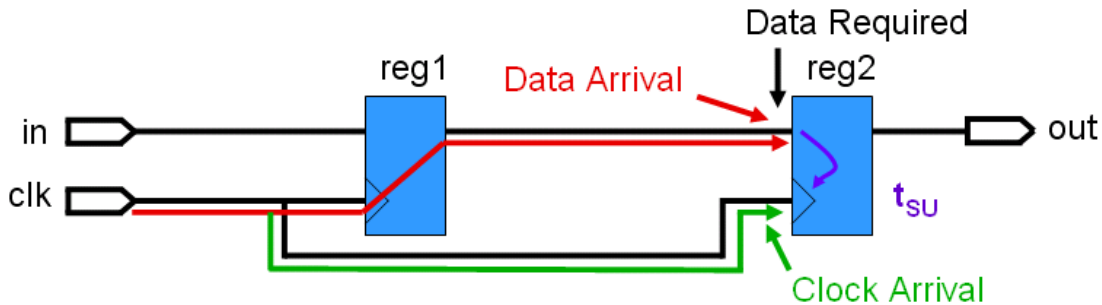 Data Required
reg1
reg2
Data Arrival
in
out
clk
tSU
Clock Arrival